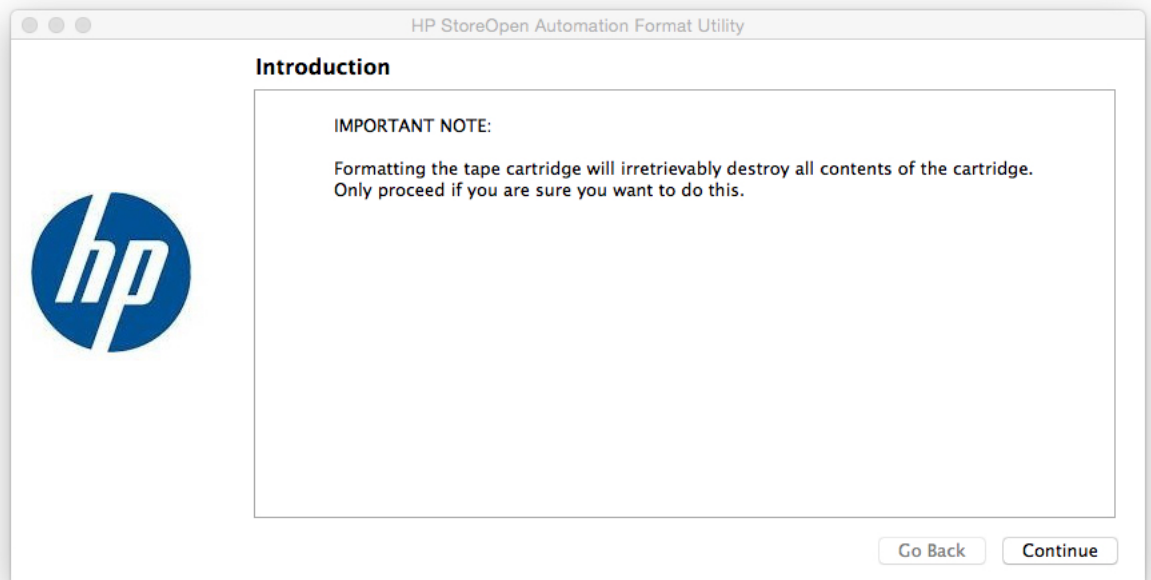 HP StoreOpen Automation Format Utility
Introduction
IMPORTANT NOTE:
Formatting the tape cartridge will irretrievably destroy all contents of the cartridge.
Only proceed if you are sure you want to do this.
hp
Go Back
Continue